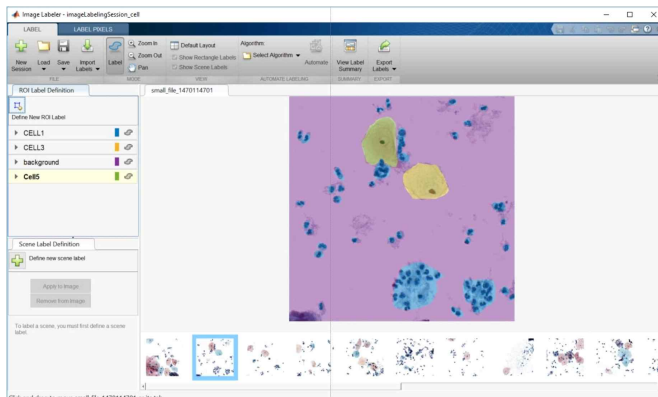 Image Labeler - imageLabelingSession_cell
LABEL LABEL PIXELS
New Session
Load
Save
Import Labels
Label
Zoom In
Zoom Out
Pan
Default Layout
Show Rectangle Labels
Show Scene Labels
Algorithm:
Select Algorithm
Automate
View Label Summary
Export Labels
FILE MODE VIEW AUTOMATE LABELING SUMMARY EXPORT
ROI Label Definition
small_file_1470114701
Define New ROI Label
CELL1
CELL3
background
Cell5
Scene Label Definition
Define new scene label
Apply to Image
Remove from Image
To label a scene, you must first define a scene
label.